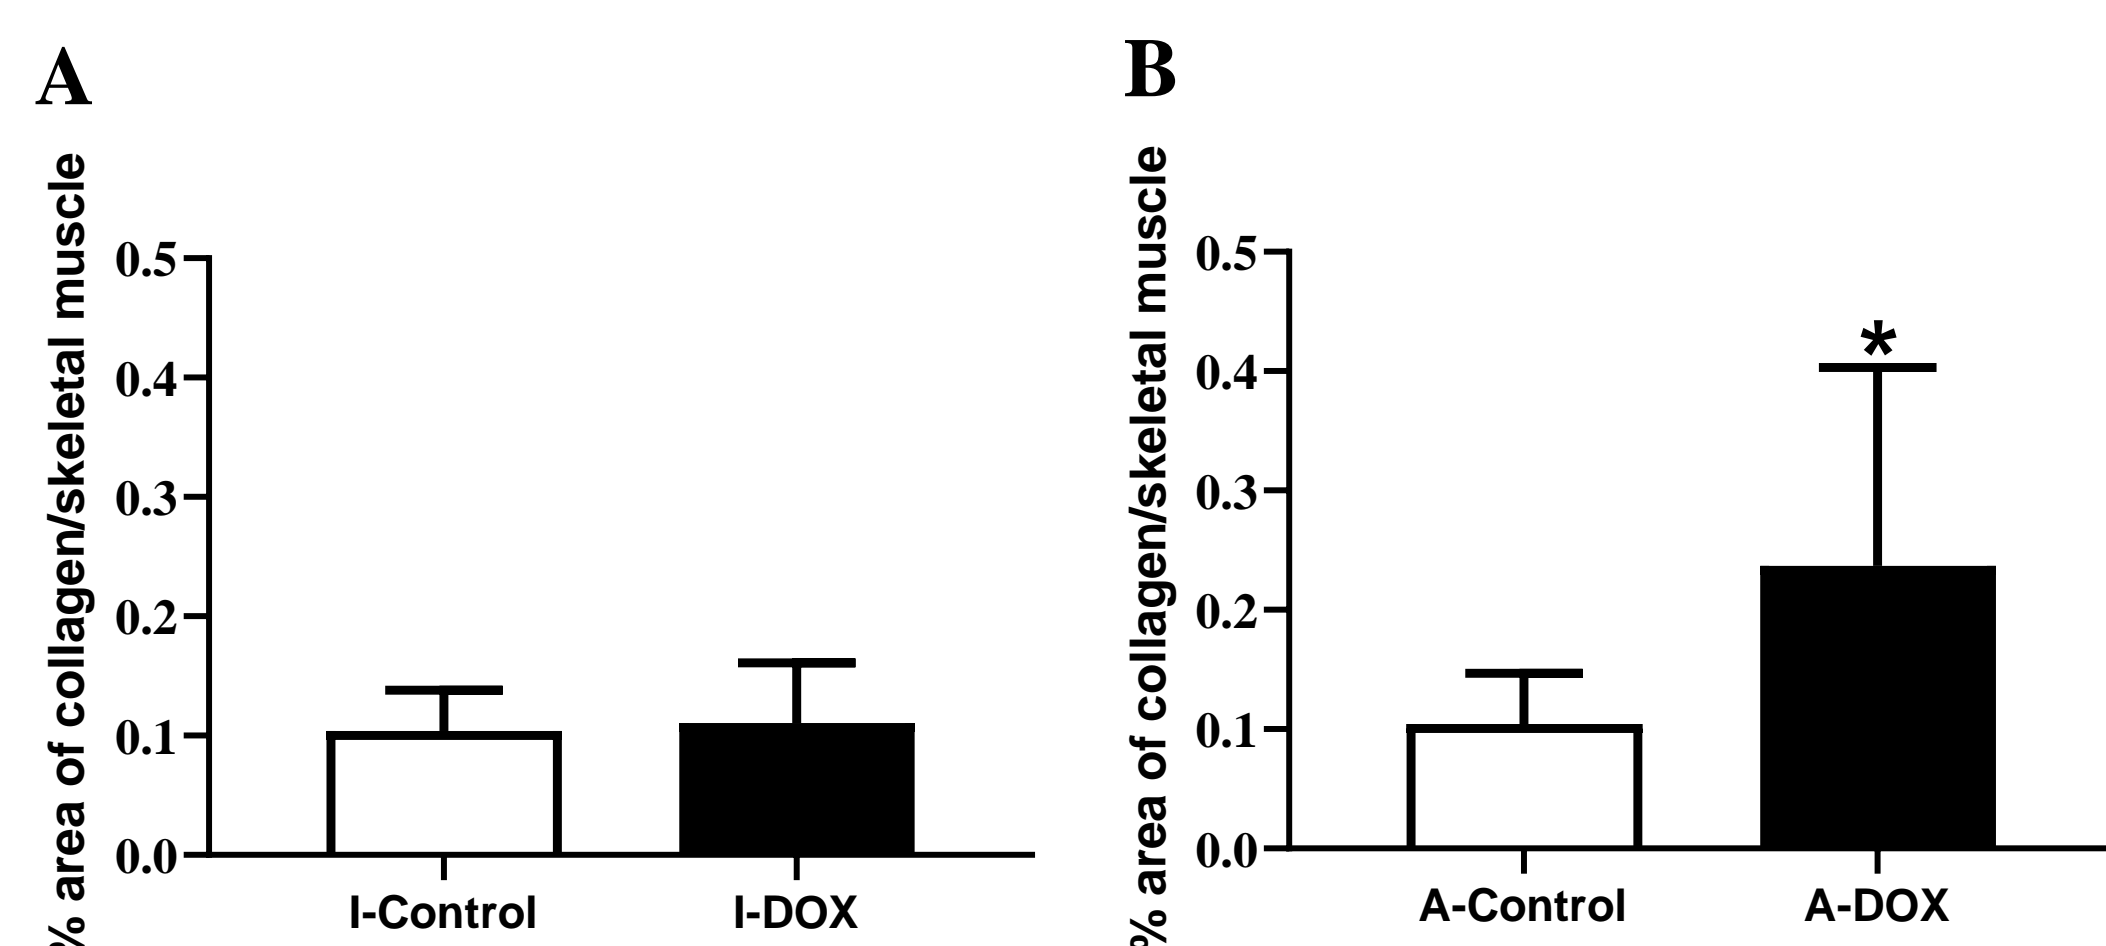 A
% area of collagen/skeletal muscle
0.5
0.4
0.3
0.2
0.1
0.0
I-Control
I-DOX
B
% area of collagen/skeletal muscle
0.5
*
0.4
0.3
0.2
0.1
0.0
A-Control
A-DOX